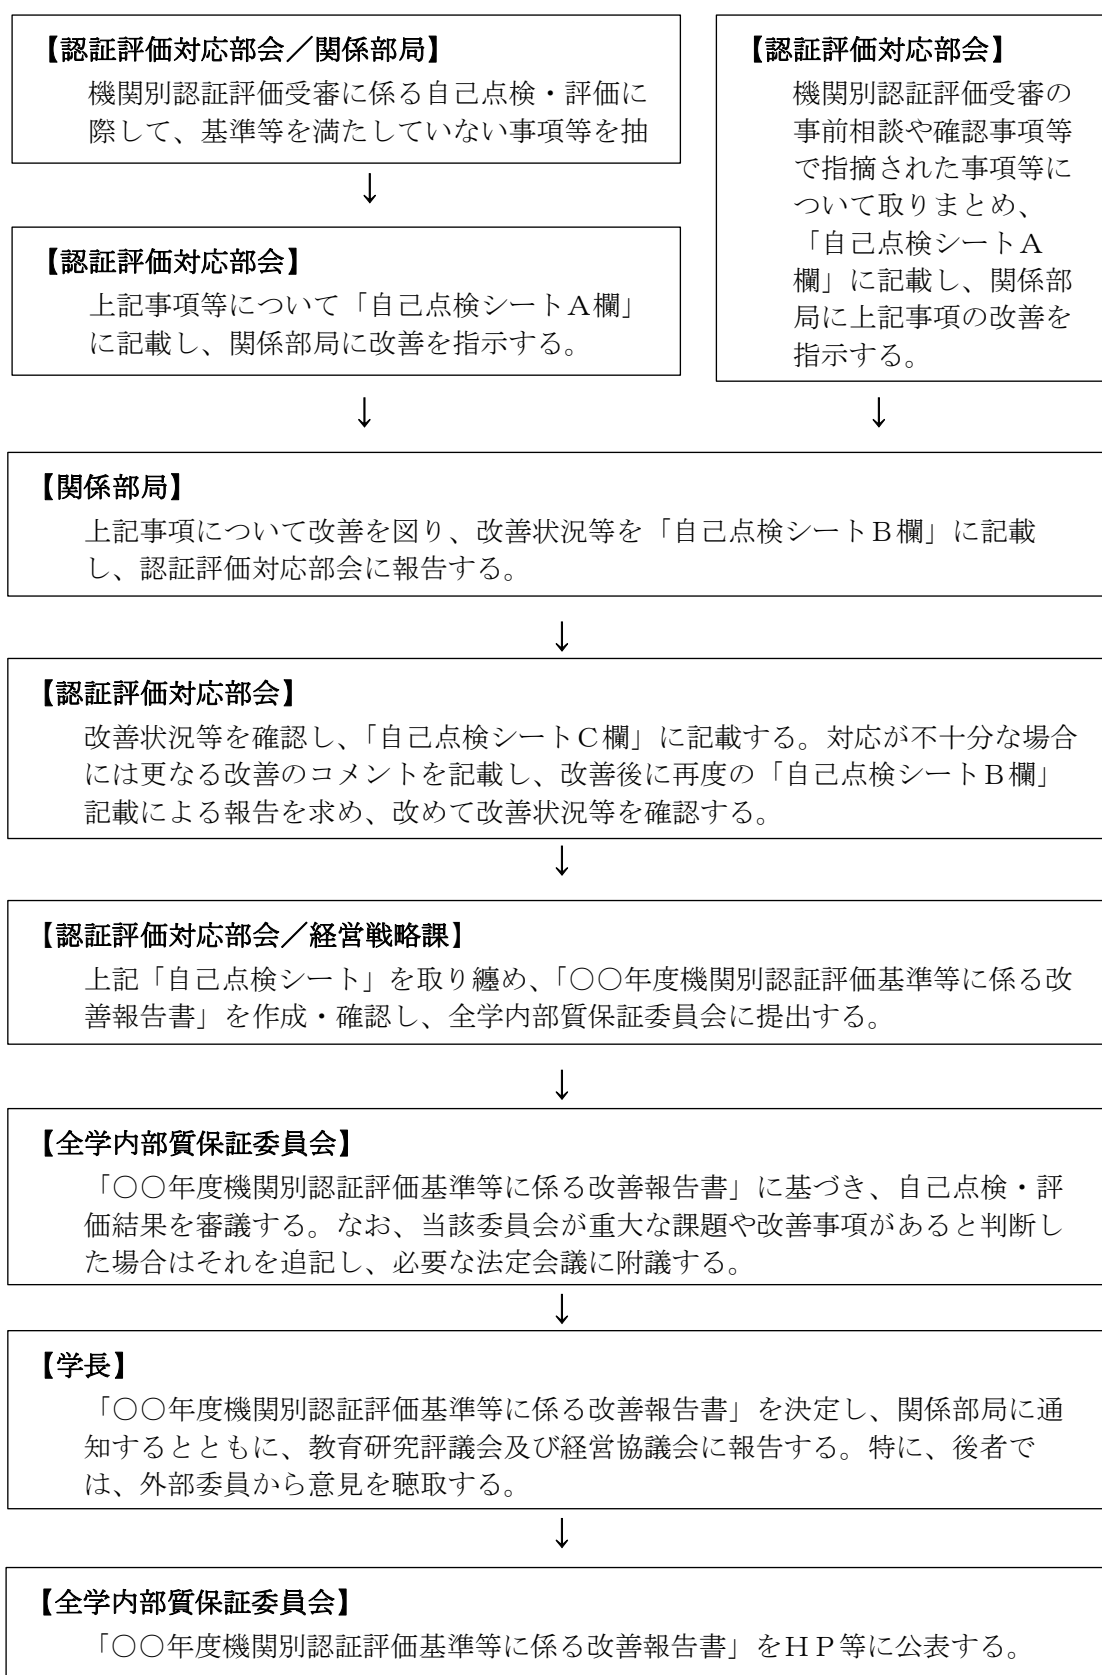 【認証評価対応部会／関係部局】
機関別認証評価受審に係る自己点検・評価に
際して、基準等を満たしていない事項等を抽
↓
【認証評価対応部会】
上記事項等について「自己点検シートＡ欄」
に記載し、関係部局に改善を指示する。
↓
【認証評価対応部会】
機関別認証評価受審の
事前相談や確認事項等
で指摘された事項等に
ついて取りまとめ、
「自己点検シートＡ
欄」に記載し、関係部
局に上記事項の改善を
指示する。
↓
【関係部局】
上記事項について改善を図り、改善状況等を「自己点検シートＢ欄」に記載
し、認証評価対応部会に報告する。
↓
【認証評価対応部会】
改善状況等を確認し、「自己点検シートＣ欄」に記載する。対応が不十分な場合
には更なる改善のコメントを記載し、改善後に再度の「自己点検シートＢ欄」
記載による報告を求め、改めて改善状況等を確認する。
↓
【認証評価対応部会／経営戦略課】
上記「自己点検シート」を取り纏め、「○○年度機関別認証評価基準等に係る改
善報告書」を作成・確認し、全学内部質保証委員会に提出する。
↓
【全学内部質保証委員会】
「○○年度機関別認証評価基準等に係る改善報告書」に基づき、自己点検・評
価結果を審議する。なお、当該委員会が重大な課題や改善事項があると判断し
た場合はそれを追記し、必要な法定会議に附議する。
↓
【学長】
「○○年度機関別認証評価基準等に係る改善報告書」を決定し、関係部局に通
知するとともに、教育研究評議会及び経営協議会に報告する。特に、後者で
は、外部委員から意見を聴取する。
↓
【全学内部質保証委員会】
「○○年度機関別認証評価基準等に係る改善報告書」をＨＰ等に公表する。